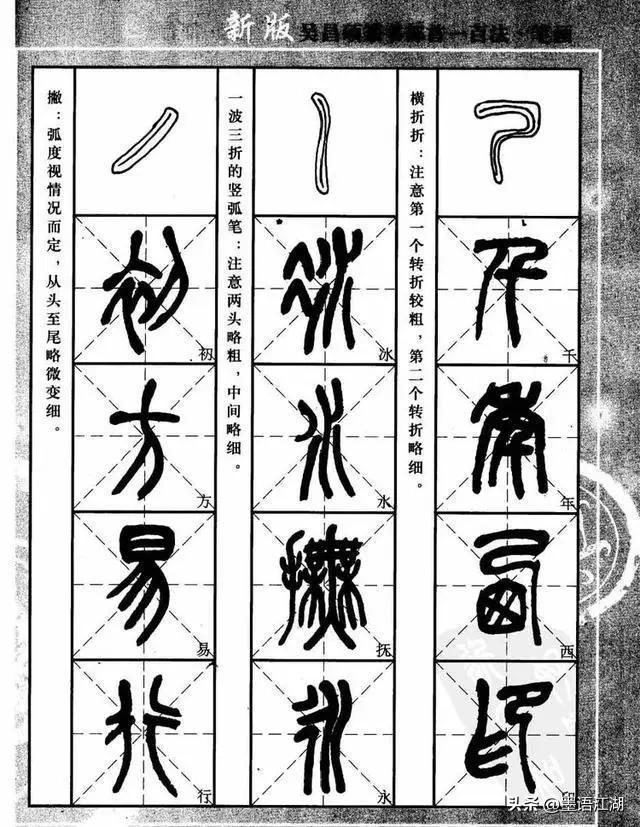 新版 吴昌硕篆书部首一百法·笔画
横折折：注意第一个转折较粗，第二个转折略细。
千
年
西
印
一波三折的竖弧笔：注意两头略粗，中间略细。
冰
水
抚
永
撇：弧度视情况而定，从头至尾略微变细。
初
方
易
行
头条 @墨语江湖